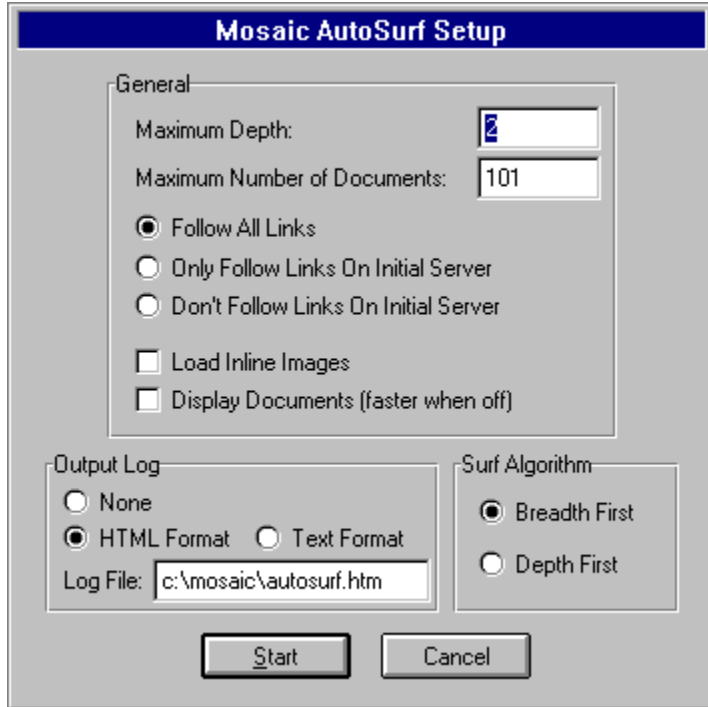 Mosaic AutoSurf Setup
General
Maximum Depth: 2
Maximum Number of Documents: 101
Follow All Links
Only Follow Links On Initial Server
Don't Follow Links On Initial Server
Load Inline Images
Display Documents (faster when off)
Output Log
None
HTML Format Text Format
Log File: c:\mosaic\autosurf.htm
Surf Algorithm
Breadth First
Depth First
Start Cancel